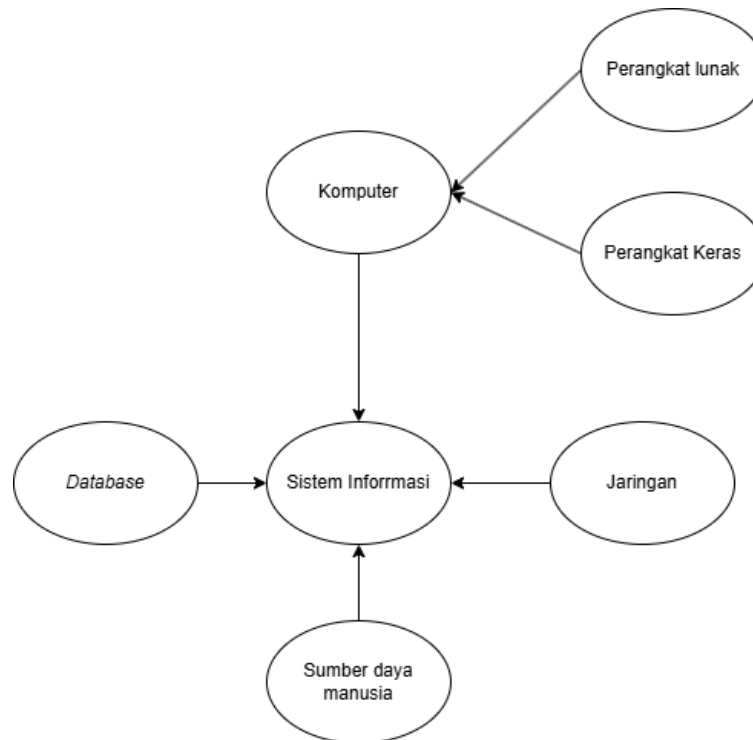 Perangkat lunak
Komputer
Perangkat Keras
Database
Sistem Inforrmasi
Jaringan
Sumber daya
manusia